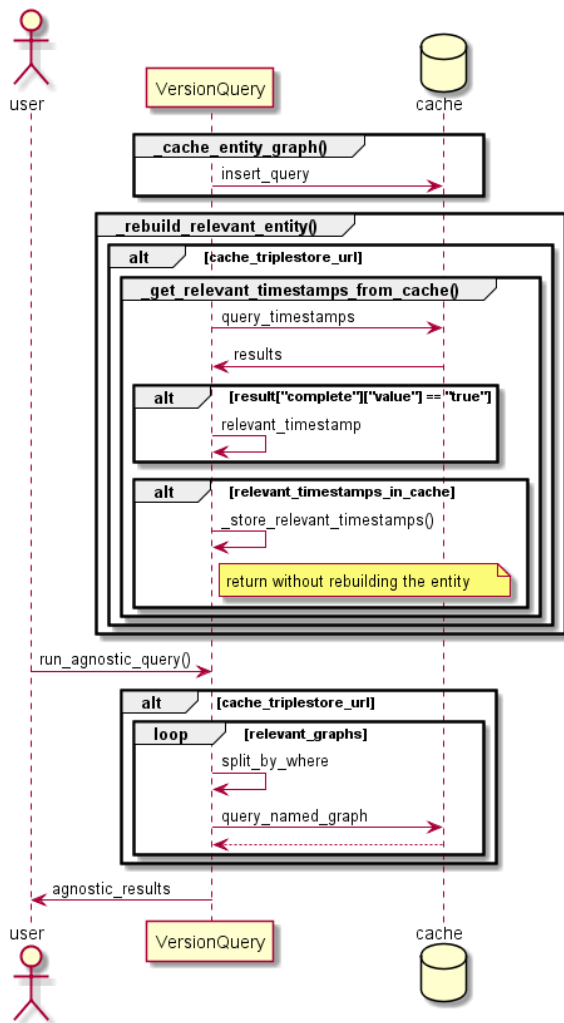 user
VersionQuery
cache
_cache_entity_graph()
insert_query
_rebuild_relevant_entity()
alt [cache_triplestore_url]
_get_relevant_timestamps_from_cache()
query_timestamps
results
alt [result["complete"]["value"] == "true"]
relevant_timestamp
alt [relevant_timestamps_in_cache]
_store_relevant_timestamps()
return without rebuilding the entity
run_agnostic_query()
alt [cache_triplestore_url]
loop [relevant_graphs]
split_by_where
query_named_graph
agnostic_results
user
VersionQuery
cache